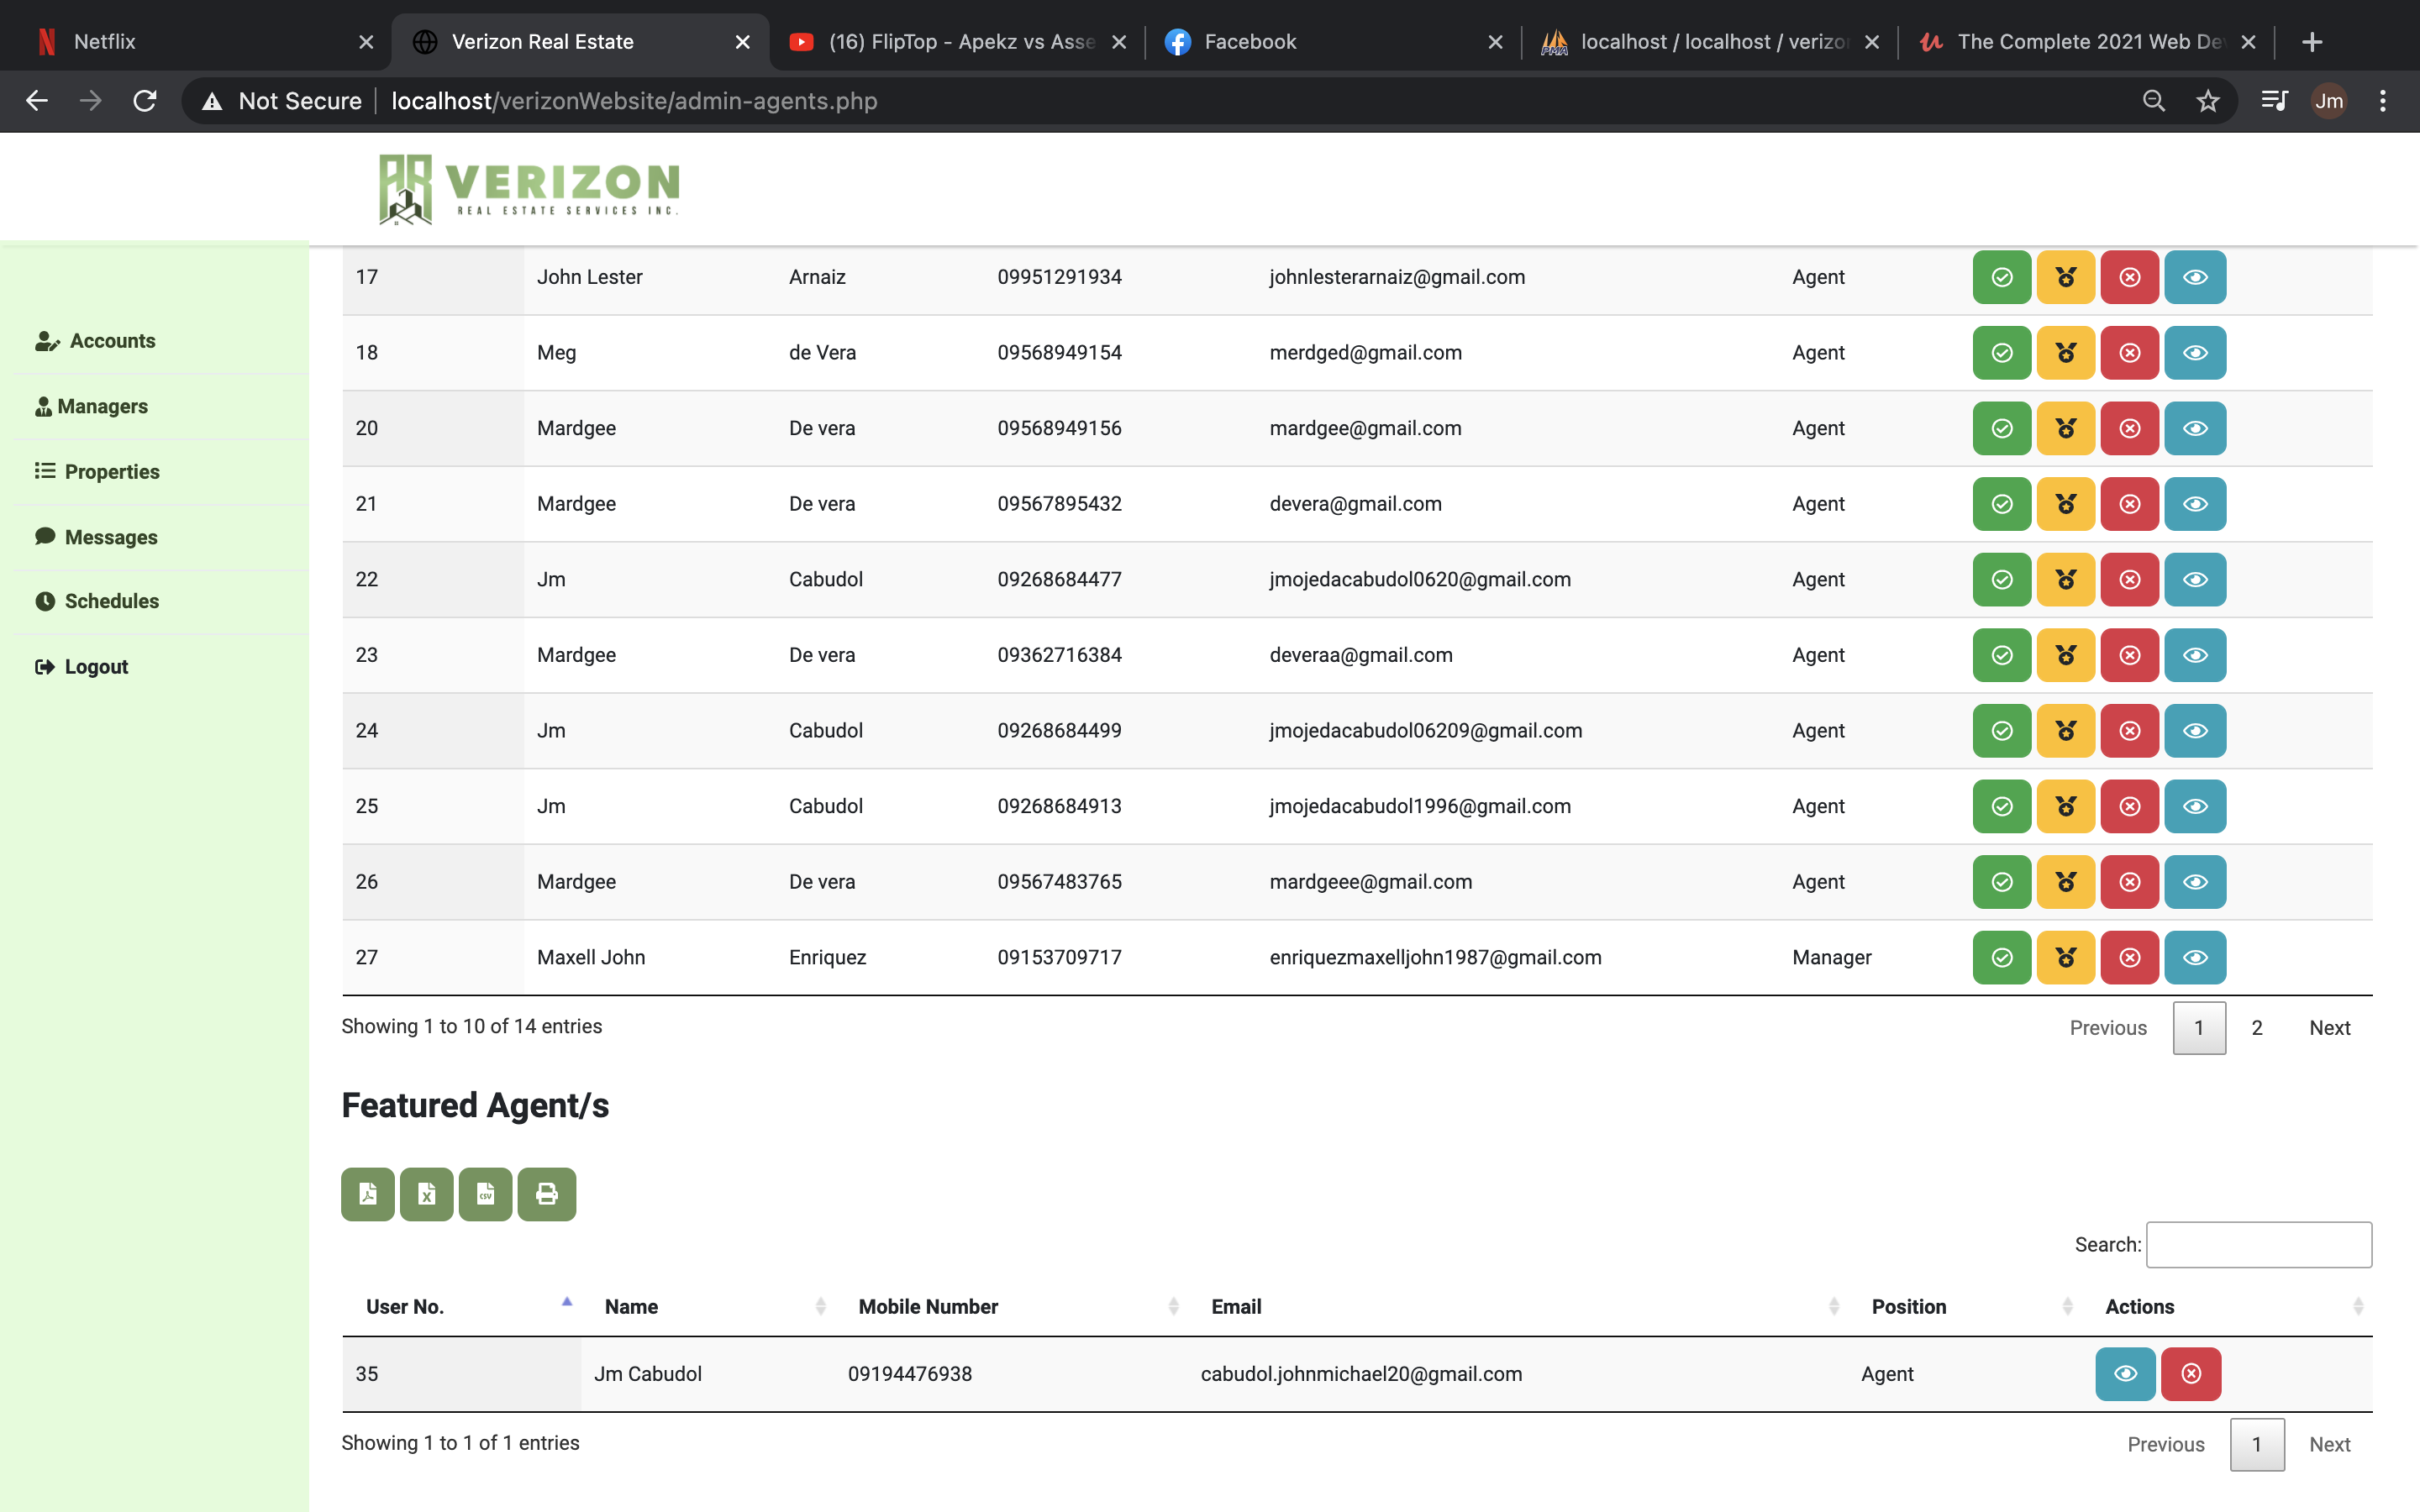 Netflix
Verizon Real Estate
(16) FlipTop - Apekz vs Asse
Facebook
localhost / localhost / verizo
The Complete 2021 Web De
Not Secure localhost/verizonWebsite/admin-agents.php
Jm
VERIZON
REAL ESTATE SERVICES INC.
Accounts
Managers
Properties
Messages
Schedules
Logout
17 John Lester Arnaiz 09951291934 johnlesterarnaiz@gmail.com Agent
18 Meg de Vera 09568949154 merdged@gmail.com Agent
20 Mardgee De vera 09568949156 mardgee@gmail.com Agent
21 Mardgee De vera 09567895432 devera@gmail.com Agent
22 Jm Cabudol 09268684477 jmojedacabudol0620@gmail.com Agent
23 Mardgee De vera 09362716384 deveraa@gmail.com Agent
24 Jm Cabudol 09268684499 jmojedacabudol06209@gmail.com Agent
25 Jm Cabudol 09268684913 jmojedacabudol1996@gmail.com Agent
26 Mardgee De vera 09567483765 mardgeee@gmail.com Agent
27 Maxell John Enriquez 09153709717 enriquezmaxelljohn1987@gmail.com Manager
Showing 1 to 10 of 14 entries
Previous 1 2 Next
Featured Agent/s
CSV
Search:
User No. Name Mobile Number Email Position Actions
35 Jm Cabudol 09194476938 cabudol.johnmichael20@gmail.com Agent
Showing 1 to 1 of 1 entries
Previous 1 Next